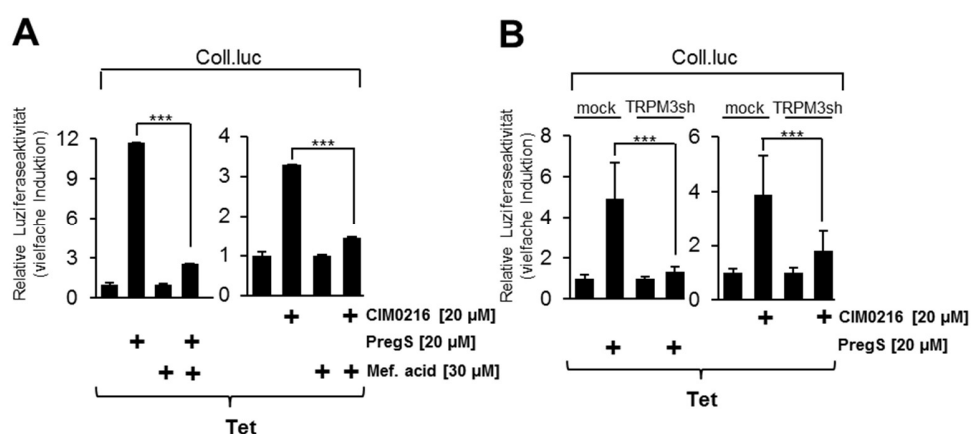 A
Coll.luc
Relative Luziferaseaktivität
(vielfache Induktion)
12
9
6
3
0
***
4
3
2
1
0
***
+ + CIM0216 [20 µM]
+ + PregS [20 µM]
+ + + + Mef. acid [30 µM]
Tet
B
Coll.luc
mock TRPM3sh mock TRPM3sh
Relative Luziferaseaktivität
(vielfache Induktion)
8
6
4
2
0
***
6
4
2
0
***
+ + CIM0216 [20 µM]
+ + PregS [20 µM]
Tet